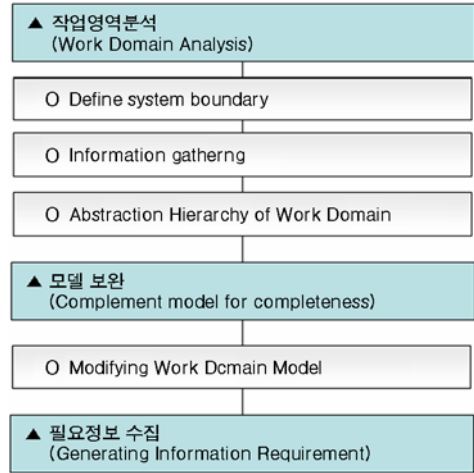 ▲ 작업영역분석
(Work Domain Analysis)
O Define system boundary
O Information gatherng
O Abstraction Hierarchy of Work Domain
▲ 모델 보완
(Complement model for completeness)
O Modifying Work Dcmain Model
▲ 필요정보 수집
(Generating Information Requirement)